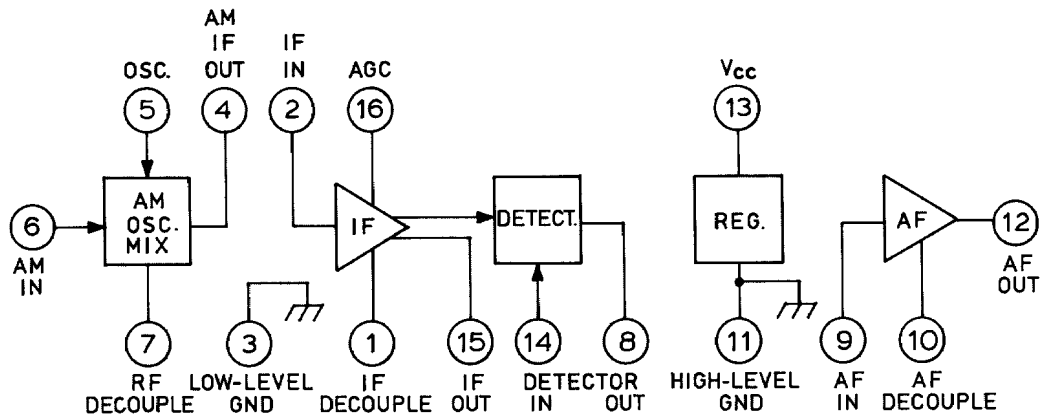 AM
IF
OUT
IF
IN
OSC.
AGC
Vcc
5
4
2
16
13
6
AM
IN
AM
OSC.
MIX
IF
DETECT.
REG.
AF
12
AF
OUT
7
3
1
15
14
8
11
9
10
RF
DECOUPLE
LOW-LEVEL
GND
IF
DECOUPLE
IF
OUT
DETECTOR
IN OUT
HIGH-LEVEL
GND
AF
IN
AF
DECOUPLE